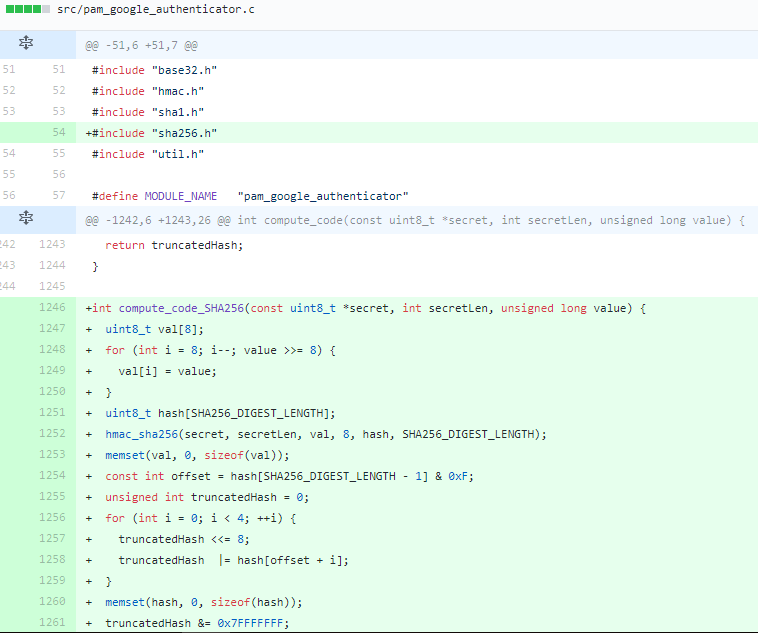 src/pam_google_authenticator.c
@@ -51,6 +51,7 @@
51 51 #include "base32.h"
52 52 #include "hmac.h"
53 53 #include "sha1.h"
54 +#include "sha256.h"
54 55 #include "util.h"
55 56
56 57 #define MODULE_NAME "pam_google_authenticator"
@@ -1242,6 +1243,26 @@ int compute_code(const uint8_t *secret, int secretLen, unsigned long value) {
242 1243 return truncatedHash;
243 1244 }
244 1245
1246 +int compute_code_SHA256(const uint8_t *secret, int secretLen, unsigned long value) {
1247 + uint8_t val[8];
1248 + for (int i = 8; i--; value >>= 8) {
1249 + val[i] = value;
1250 + }
1251 + uint8_t hash[SHA256_DIGEST_LENGTH];
1252 + hmac_sha256(secret, secretLen, val, 8, hash, SHA256_DIGEST_LENGTH);
1253 + memset(val, 0, sizeof(val));
1254 + const int offset = hash[SHA256_DIGEST_LENGTH - 1] & 0xF;
1255 + unsigned int truncatedHash = 0;
1256 + for (int i = 0; i < 4; ++i) {
1257 + truncatedHash <<= 8;
1258 + truncatedHash |= hash[offset + i];
1259 + }
1260 + memset(hash, 0, sizeof(hash));
1261 + truncatedHash &= 0x7FFFFFFF;